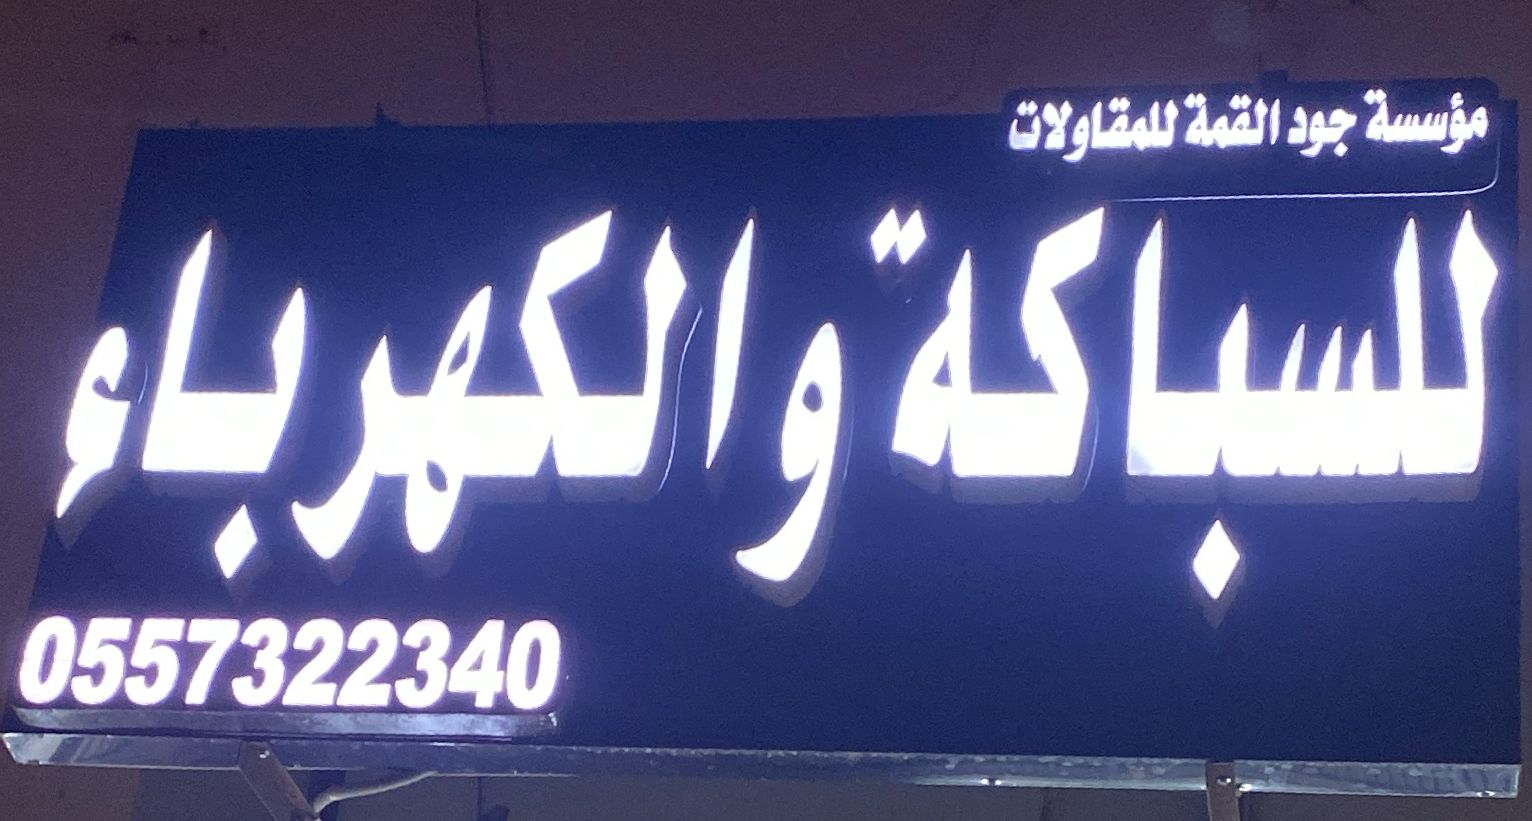 مؤسسة جود القمة للمقاولات
للسباكة والكهرباء
0557322340